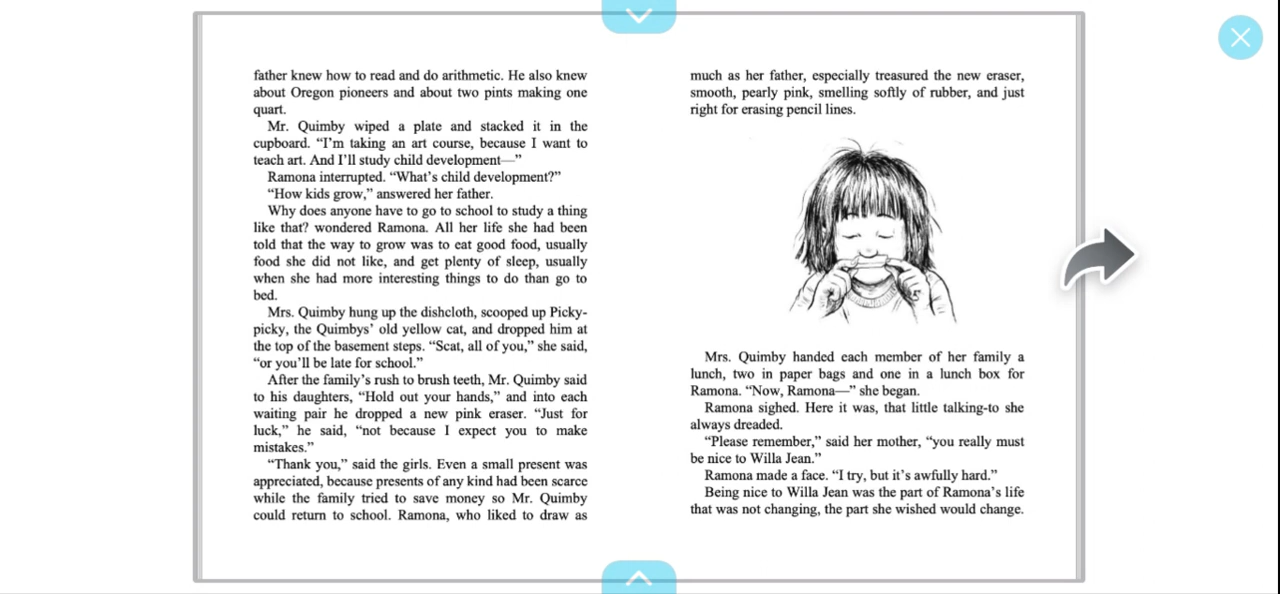 father knew how to read and do arithmetic. He also knew
about Oregon pioneers and about two pints making one
quart.
Mr. Quimby wiped a plate and stacked it in the
cupboard. “I’m taking an art course, because I want to
teach art. And I’ll study child development—”
Ramona interrupted. “What’s child development?”
“How kids grow,” answered her father.
Why does anyone have to go to school to study a thing
like that? wondered Ramona. All her life she had been
told that the way to grow was to eat good food, usually
food she did not like, and get plenty of sleep, usually
when she had more interesting things to do than go to
bed.
Mrs. Quimby hung up the dishcloth, scooped up Picky-
picky, the Quimbys’ old yellow cat, and dropped him at
the top of the basement steps. “Scat, all of you,” she said,
“or you’ll be late for school.”
After the family’s rush to brush teeth, Mr. Quimby said
to his daughters, “Hold out your hands,” and into each
waiting pair he dropped a new pink eraser. “Just for
luck,” he said, “not because I expect you to make
mistakes.”
“Thank you,” said the girls. Even a small present was
appreciated, because presents of any kind had been scarce
while the family tried to save money so Mr. Quimby
could return to school. Ramona, who liked to draw as
much as her father, especially treasured the new eraser,
smooth, pearly pink, smelling softly of rubber, and just
right for erasing pencil lines.
Mrs. Quimby handed each member of her family a
lunch, two in paper bags and one in a lunch box for
Ramona. “Now, Ramona—” she began.
Ramona sighed. Here it was, that little talking-to she
always dreaded.
“Please remember,” said her mother, “you really must
be nice to Willa Jean.”
Ramona made a face. “I try, but it’s awfully hard.”
Being nice to Willa Jean was the part of Ramona’s life
that was not changing, the part she wished would change.